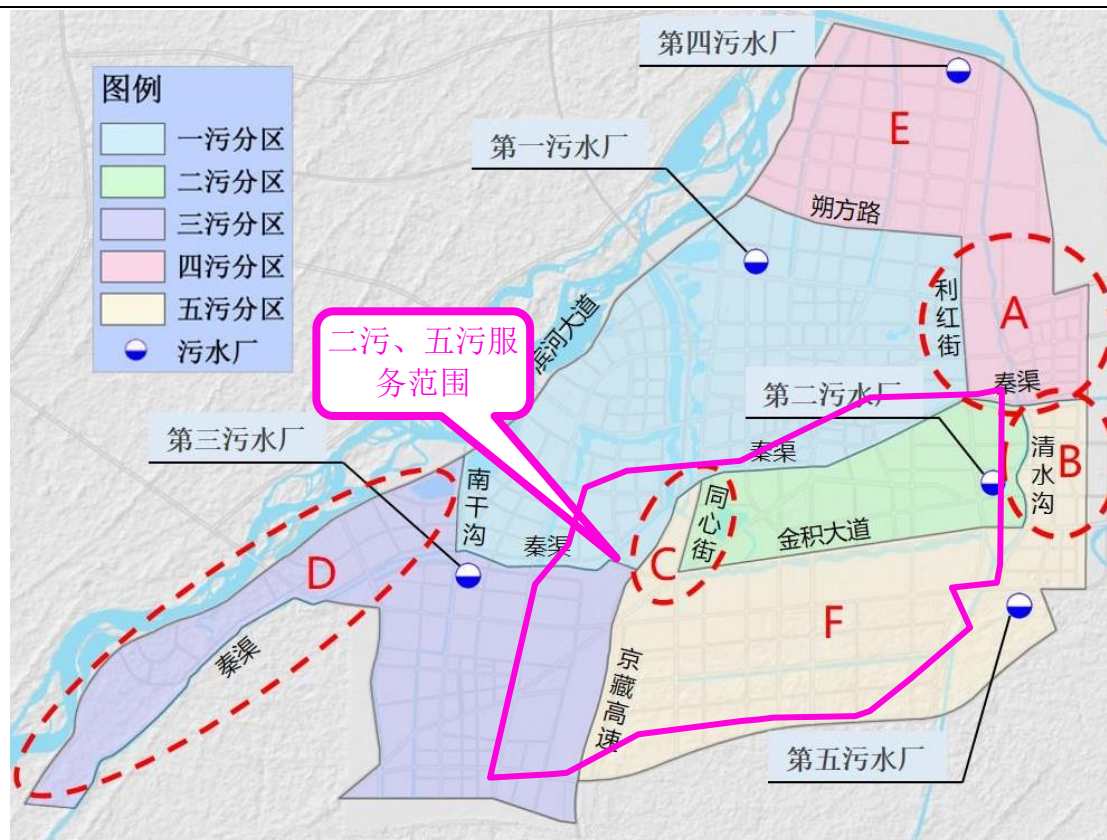 图例
一污分区
二污分区
三污分区
四污分区
五污分区
污水厂
第四污水厂
E
第一污水厂
朔方路
利红街
A
滨河大道
二污、五污服
务范围
秦渠
第二污水厂
第三污水厂
秦渠
清水沟
B
南干沟
同心街
秦渠
金积大道
C
D
F
秦渠
京藏高速
第五污水厂